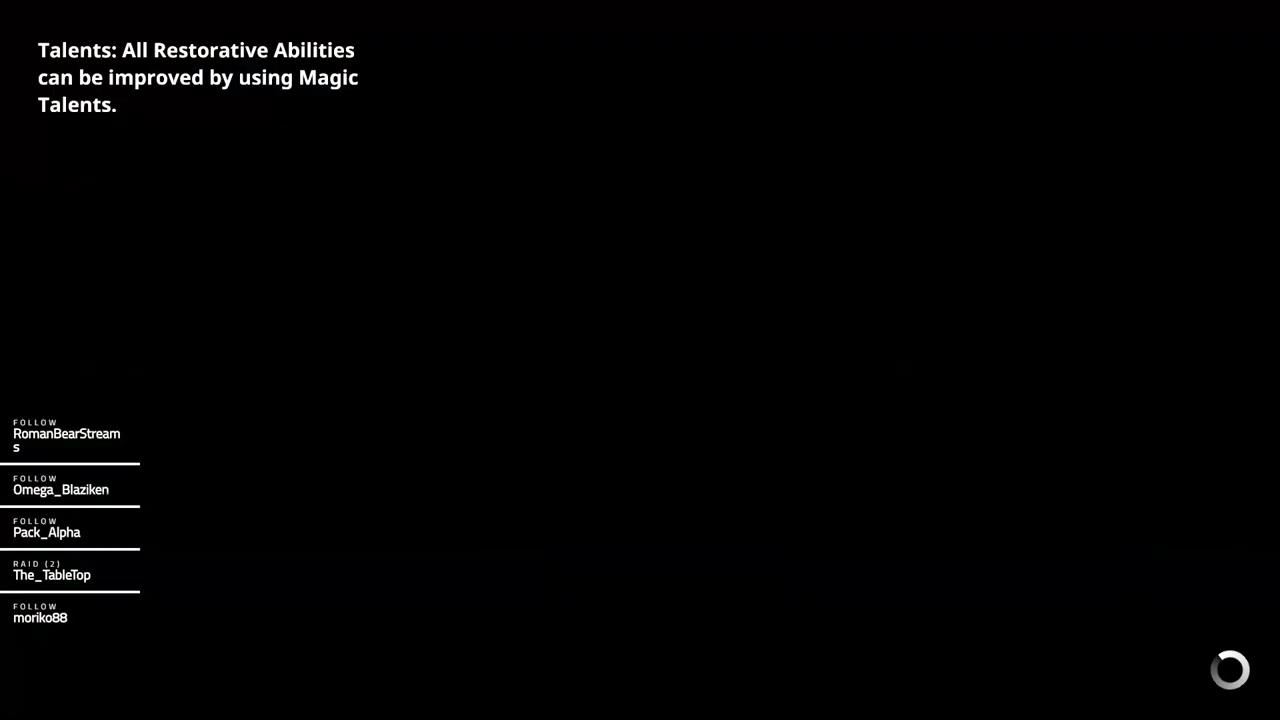 Talents: All Restorative Abilities
can be improved by using Magic
Talents.
FOLLOW
RomanBearStream
s
FOLLOW
Omega_Blaziken
FOLLOW
Pack_Alpha
RAID (2)
The_TableTop
FOLLOW
moriko88